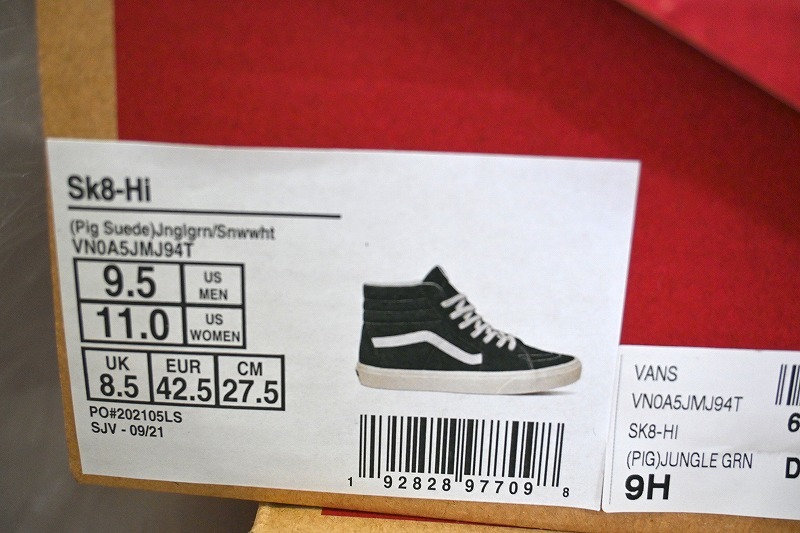 Sk8-Hi
(Pig Suede)Jnglgrn/Snwwht
VN0A5JMJ94T
9.5 US MEN
11.0 US WOMEN
UK 8.5 EUR 42.5 CM 27.5
PO#202105LS
SJV - 09/21
1 92828 97709 8
VANS
VN0A5JMJ94T
SK8-HI
(PIG)JUNGLE GRN
9H
6
D